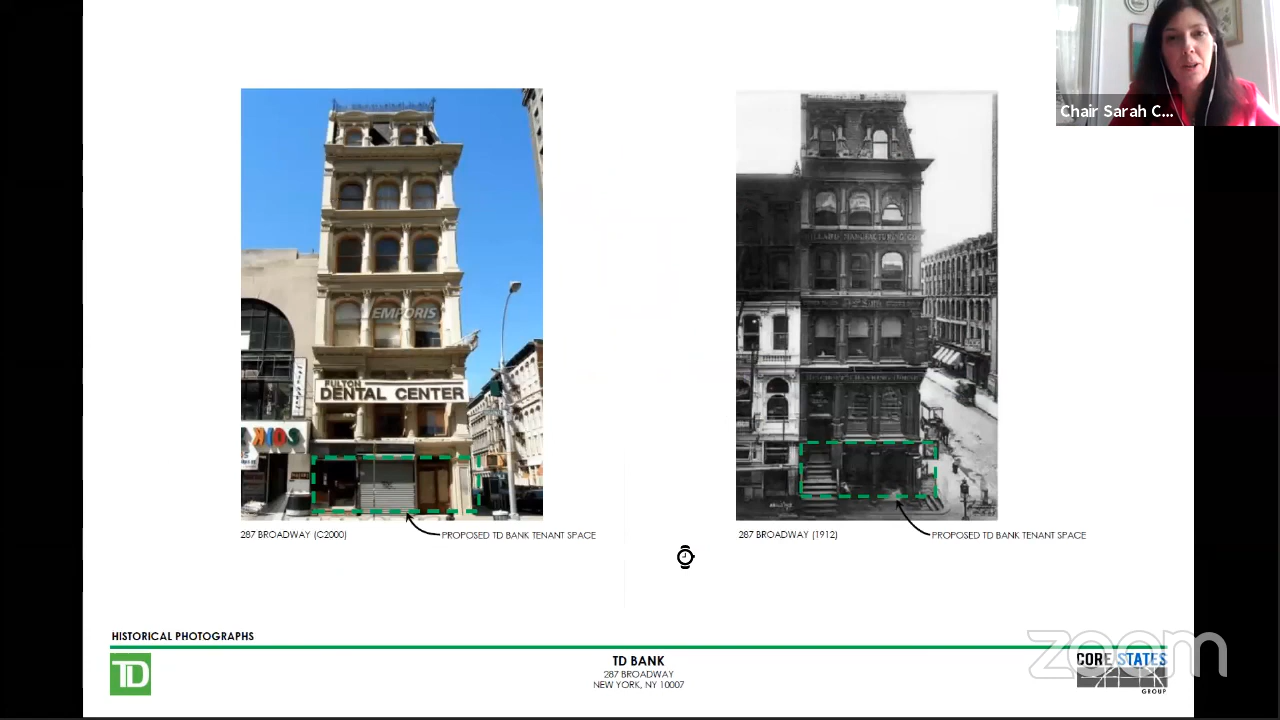 Chair Sarah C...
EMPORIS
FULTON
DENTAL CENTER
287 BROADWAY (C2000)
PROPOSED TD BANK TENANT SPACE
287 BROADWAY (1912)
PROPOSED TD BANK TENANT SPACE
HISTORICAL PHOTOGRAPHS
TD
TD BANK
287 BROADWAY
NEW YORK, NY 10007
CORE STATES
GROUP
zoom